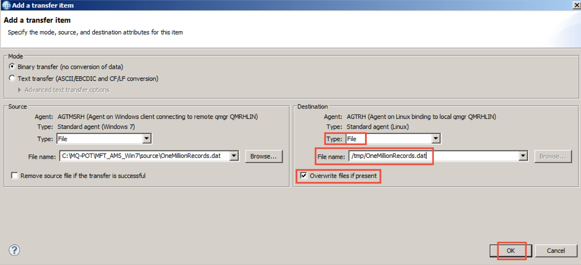 Add a transfer item
Add a transfer item
Specify the mode, source, and destination attributes for this item
Mode
Binary transfer (no conversion of data)
Text transfer (ASCII/EBCDIC and CF/LF conversion)
Advanced text transfer options
Source
Agent: AGTMSRH (Agent on Windows client connecting to remote qmgr QMRHLIN)
Type: Standard agent (Windows 7)
Type: File
File name: C:\MQ-POT\MFT_AMS_Win7\source\OneMillionRecords.dat Browse...
Remove source file if the transfer is successful
Destination
Agent: AGTRH (Agent on Linux binding to local qmgr QMRHLIN)
Type: Standard agent (Linux)
Type: File
File name: /tmp/OneMillionRecords.dat Browse...
Overwrite files if present
? OK Cancel